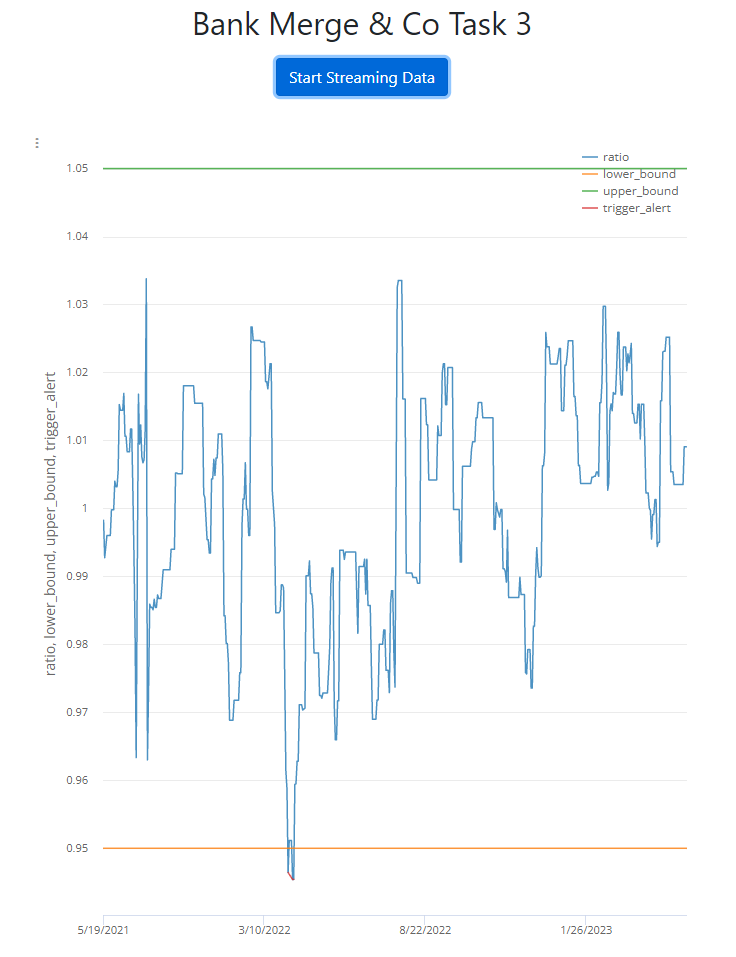 Bank Merge & Co Task 3
Start Streaming Data
ratio
lower_bound
upper_bound
trigger_alert
1.05
1.04
1.03
1.02
1.01
1
0.99
0.98
0.97
0.96
0.95
ratio, lower_bound, upper_bound, trigger_alert
5/19/2021
3/10/2022
8/22/2022
1/26/2023